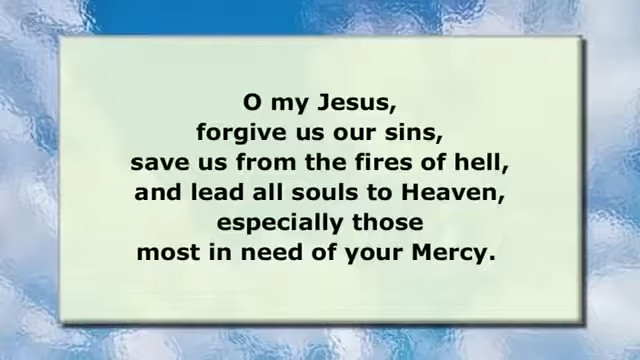 O my Jesus,
forgive us our sins,
save us from the fires of hell,
and lead all souls to Heaven,
especially those
most in need of your Mercy.